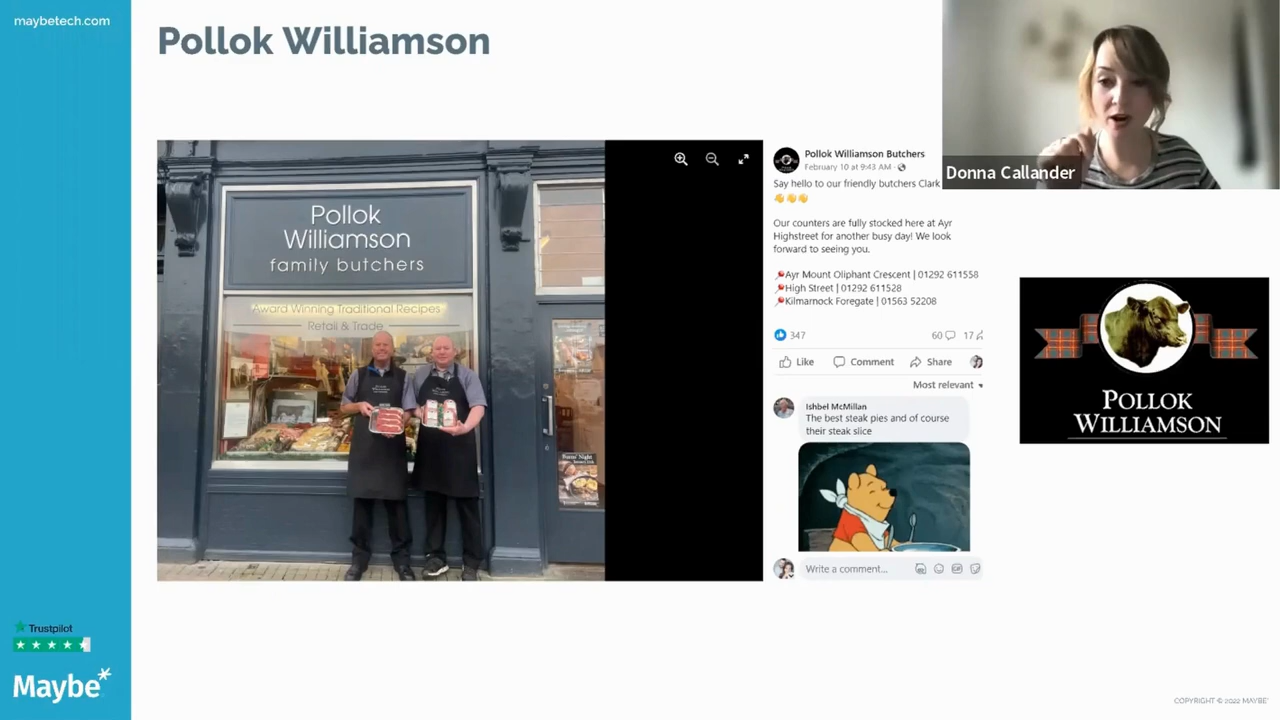 maybetech.com
Pollok Williamson
Donna Callander
Pollok
Williamson
family butchers
Award Winning Traditional Recipes
Retail & Trade
Pollok Williamson Butchers
February 10 at 9:43 AM ·
Say hello to our friendly butchers Clark
👋👋👋
Our counters are fully stocked here at Ayr
Highstreet for another busy day! We look
forward to seeing you.
📍Ayr Mount Oliphant Crescent | 01292 611558
📍High Street | 01292 611528
📍Kilmarnock Foregate | 01563 52208
347
60
17
Like
Comment
Share
Most relevant
Ishbel McMillan
The best steak pies and of course
their steak slice
Write a comment...
POLLOK
WILLIAMSON
Trustpilot
Maybe*
COPYRIGHT © 2022 MAYBE*